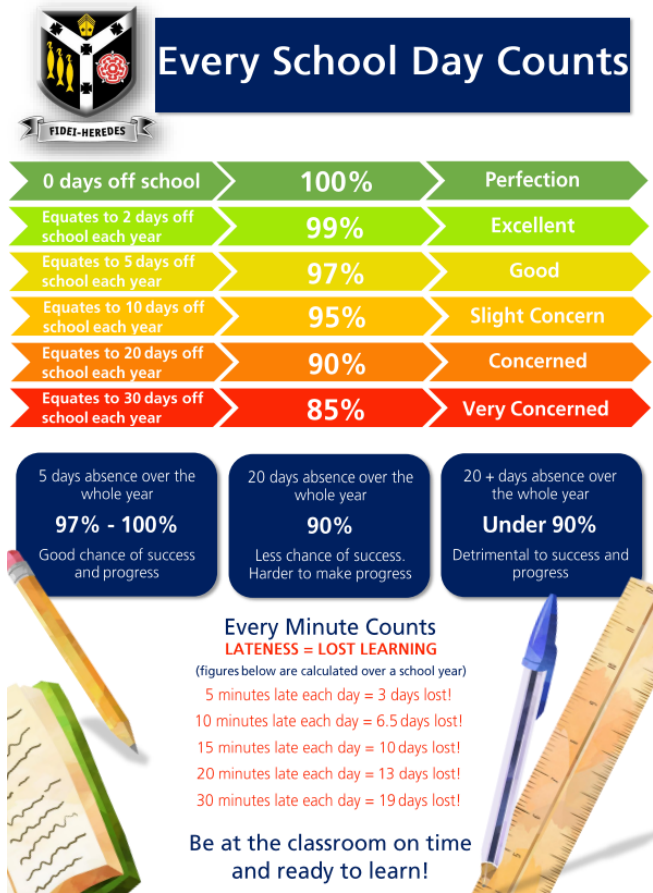 Every School Day Counts
FIDEI-HEREDES
0 days off school
100%
Perfection
Equates to 2 days off
school each year
99%
Excellent
Equates to 5 days off
school each year
97%
Good
Equates to 10 days off
school each year
95%
Slight Concern
Equates to 20 days off
school each year
90%
Concerned
Equates to 30 days off
school each year
85%
Very Concerned
5 days absence over the
whole year
97% - 100%
Good chance of success
and progress
20 days absence over the
whole year
90%
Less chance of success.
Harder to make progress
20 + days absence over
the whole year
Under 90%
Detrimental to success and
progress
Every Minute Counts
LATENESS = LOST LEARNING
(figures below are calculated over a school year)
5 minutes late each day = 3 days lost!
10 minutes late each day = 6.5 days lost!
15 minutes late each day = 10 days lost!
20 minutes late each day = 13 days lost!
30 minutes late each day = 19 days lost!
Be at the classroom on time
and ready to learn!